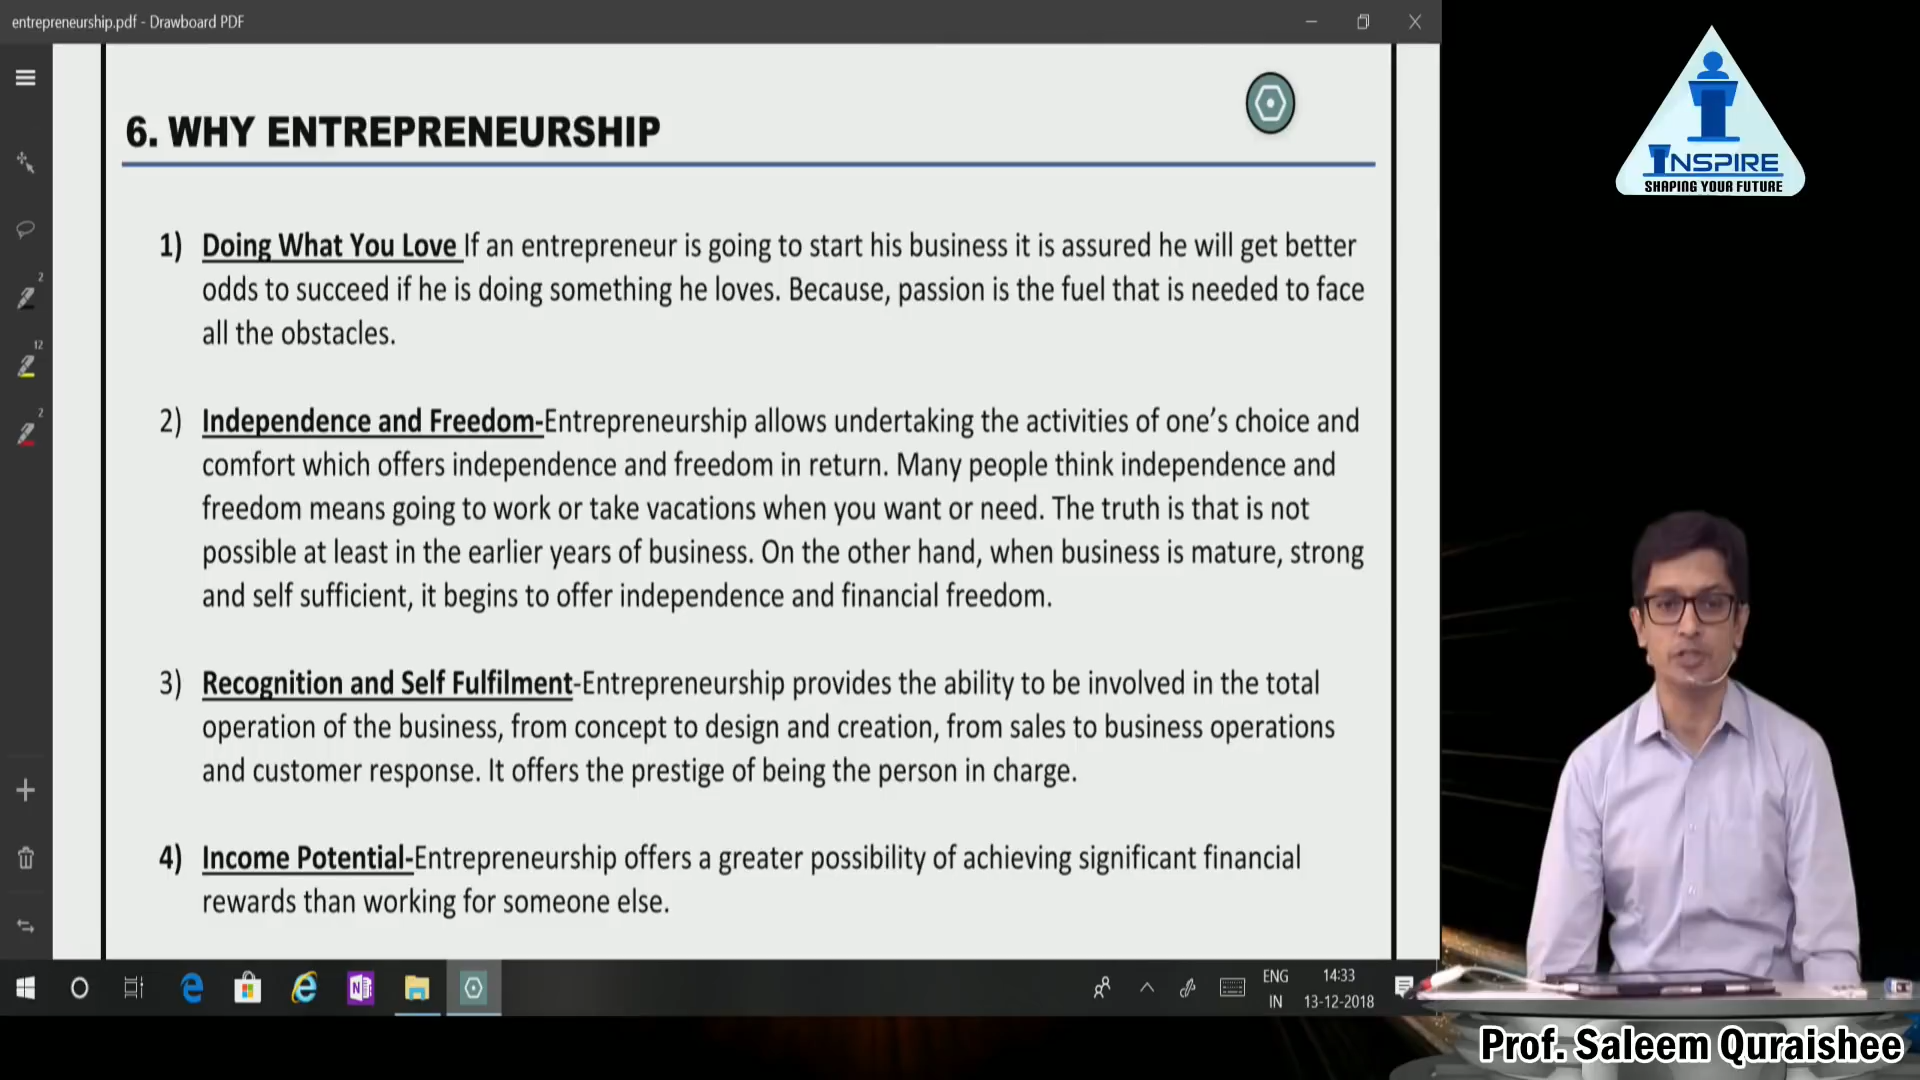 entrepreneurship.pdf - Drawboard PDF
6. WHY ENTREPRENEURSHIP
1) Doing What You Love If an entrepreneur is going to start his business it is assured he will get better
odds to succeed if he is doing something he loves. Because, passion is the fuel that is needed to face
all the obstacles.
2) Independence and Freedom-Entrepreneurship allows undertaking the activities of one’s choice and
comfort which offers independence and freedom in return. Many people think independence and
freedom means going to work or take vacations when you want or need. The truth is that is not
possible at least in the earlier years of business. On the other hand, when business is mature, strong
and self sufficient, it begins to offer independence and financial freedom.
3) Recognition and Self Fulfilment-Entrepreneurship provides the ability to be involved in the total
operation of the business, from concept to design and creation, from sales to business operations
and customer response. It offers the prestige of being the person in charge.
4) Income Potential-Entrepreneurship offers a greater possibility of achieving significant financial
rewards than working for someone else.
2
12
2
ENG
IN
14:33
13-12-2018
INSPIRE
SHAPING YOUR FUTURE
Prof. Saleem Quraishee